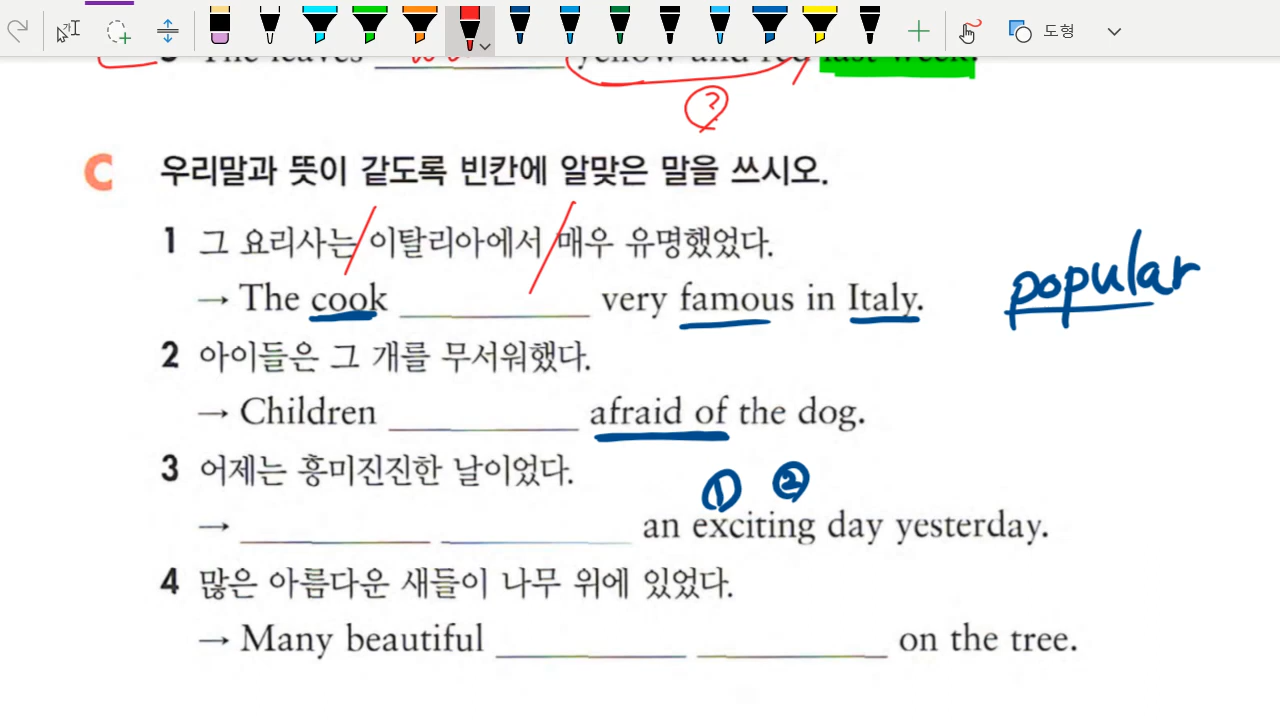 도형
The leaves yellow and red last week.
?
C 우리말과 뜻이 같도록 빈칸에 알맞은 말을 쓰시오.
1 그 요리사는 이탈리아에서 매우 유명했었다.
→ The cook ____________ very famous in Italy.
popular
2 아이들은 그 개를 무서워했다.
→ Children ____________ afraid of the dog.
3 어제는 흥미진진한 날이었다.
① ②
→ ____________ ____________ an exciting day yesterday.
4 많은 아름다운 새들이 나무 위에 있었다.
→ Many beautiful ____________ ____________ on the tree.